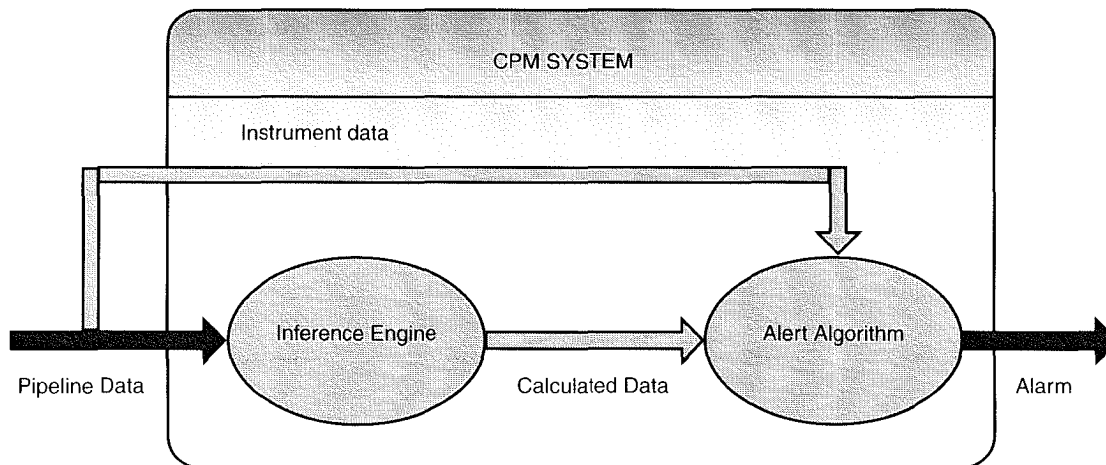 CPM SYSTEM
Instrument data
Inference Engine
Alert Algorithm
Pipeline Data
Calculated Data
Alarm